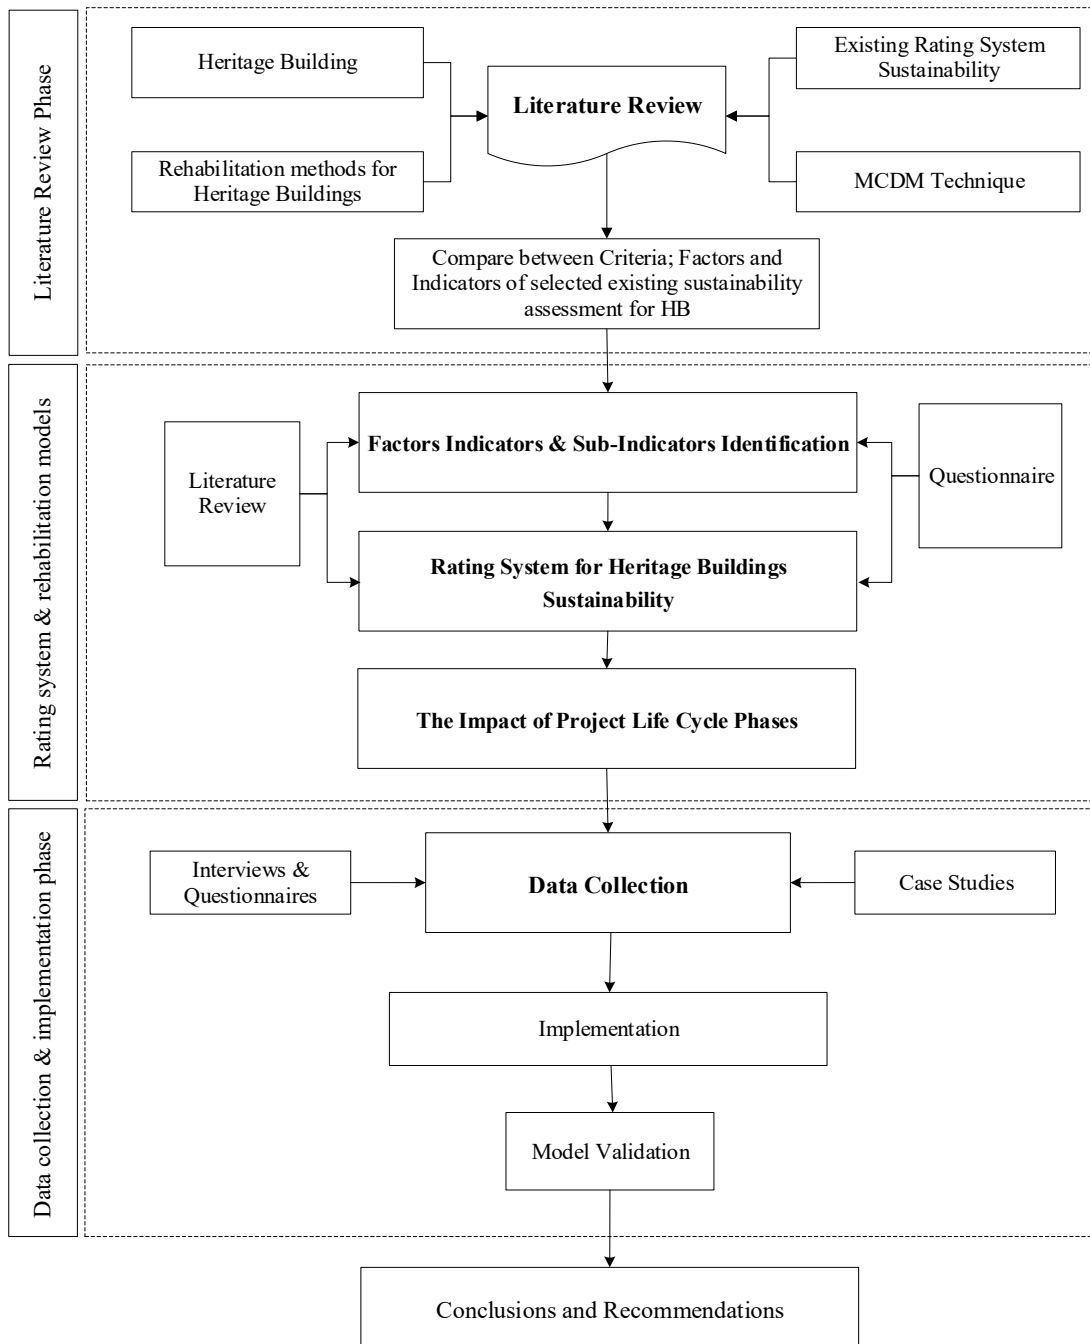 Literature Review Phase
Heritage Building
Rehabilitation methods for
Heritage Buildings
Literature Review
Existing Rating System
Sustainability
MCDM Technique
Compare between Criteria; Factors and
Indicators of selected existing sustainability
assessment for HB
Rating system & rehabilitation models
Literature
Review
Factors Indicators & Sub-Indicators Identification
Questionnaire
Rating System for Heritage Buildings
Sustainability
The Impact of Project Life Cycle Phases
Data collection & implementation phase
Interviews &
Questionnaires
Data Collection
Case Studies
Implementation
Model Validation
Conclusions and Recommendations